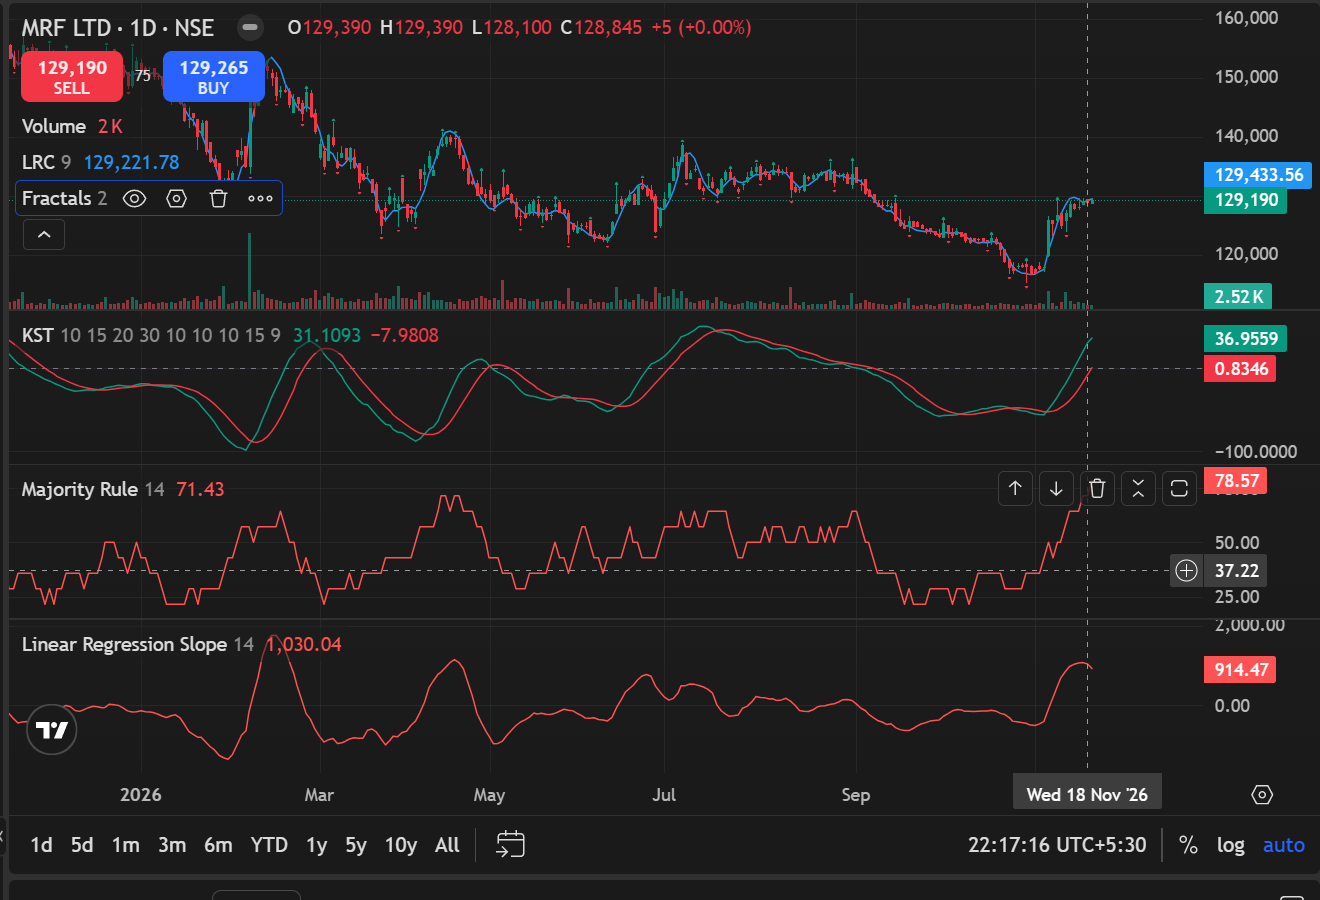 MRF LTD · 1D · NSE
O129,390 H129,390 L128,100 C128,845 +5 (+0.00%)
129,190
SELL
75
129,265
BUY
Volume 2K
LRC 9 129,221.78
Fractals 2
160,000
150,000
140,000
129,433.56
129,190
120,000
2.52K
KST 10 15 20 30 10 10 10 15 9 31.1093 −7.9808
36.9559
0.8346
−100.0000
Majority Rule 14 71.43
78.57
50.00
37.22
25.00
Linear Regression Slope 14 1,030.04
2,000.00
914.47
0.00
2026 Mar May Jul Sep Wed 18 Nov '26
1d 5d 1m 3m 6m YTD 1y 5y 10y All
22:17:16 UTC+5:30 % log auto